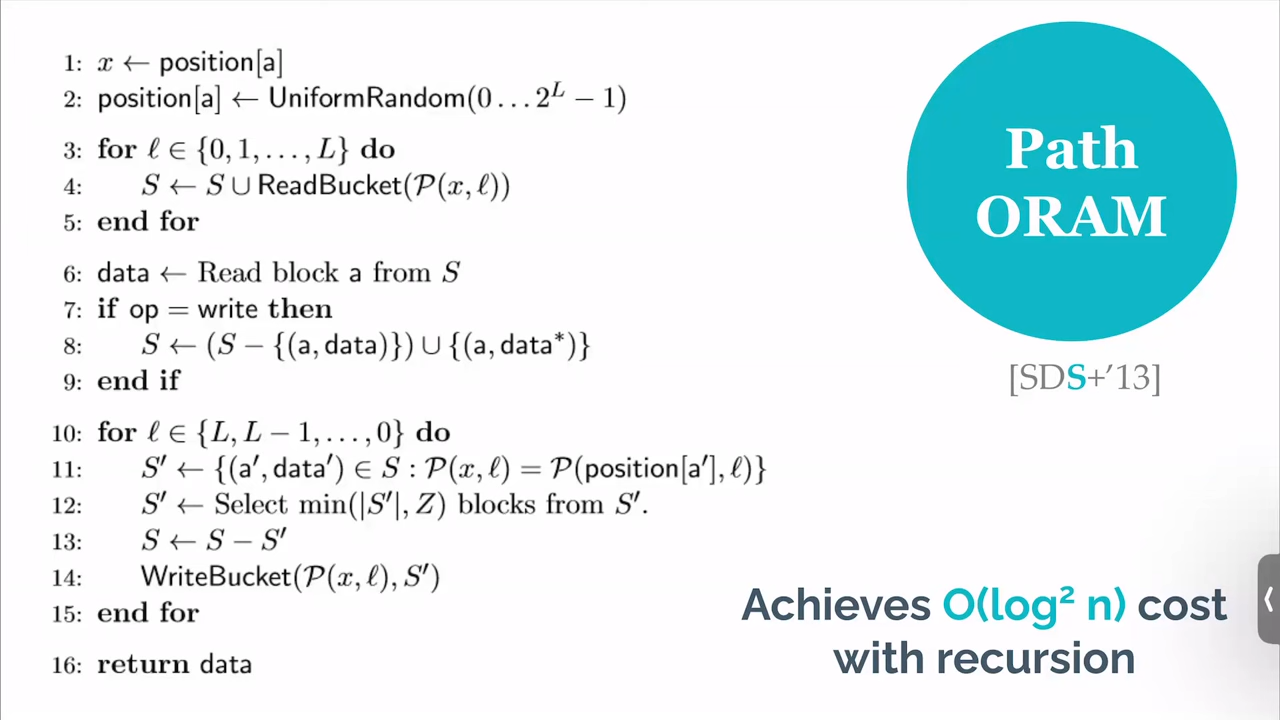 1: x ← position[a]
2: position[a] ← UniformRandom(0 . . . 2^L − 1)
3: for ℓ ∈ {0, 1, . . . , L} do
4: S ← S ∪ ReadBucket(P(x, ℓ))
5: end for
6: data ← Read block a from S
7: if op = write then
8: S ← (S − {(a, data)}) ∪ {(a, data*)}
9: end if
10: for ℓ ∈ {L, L − 1, . . . , 0} do
11: S′ ← {(a′, data′) ∈ S : P(x, ℓ) = P(position[a′], ℓ)}
12: S′ ← Select min(|S′|, Z) blocks from S′.
13: S ← S − S′
14: WriteBucket(P(x, ℓ), S′)
15: end for
16: return data
Path
ORAM
[SDS+’13]
Achieves O(log² n) cost
with recursion